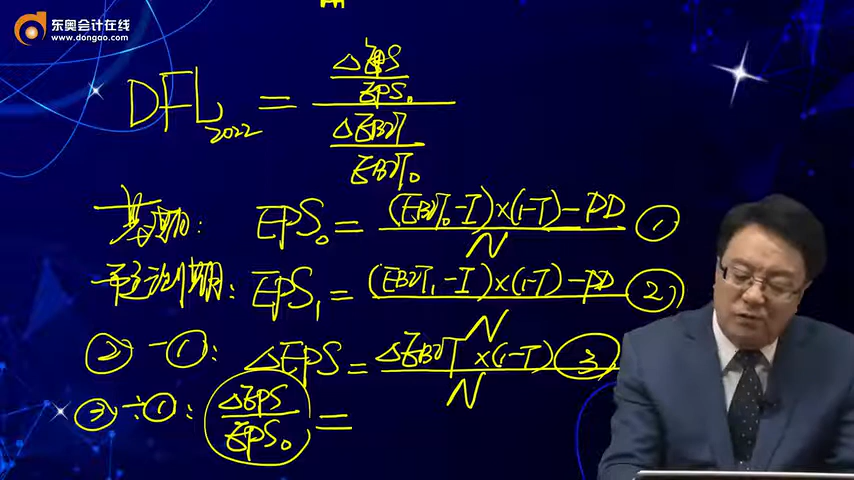 东奥会计在线
www.dongao.com
DFL2022 = (ΔEPS/EPS0)/(ΔEBIT/EBIT0)
基期: EPS0 = (EBIT0-I)×(1-T)-PD/N ①
预测期: EPS1 = (EBIT1-I)×(1-T)-PD/N ②
②-①: ΔEPS = ΔEBIT×(1-T)/N ③
③÷①: ΔEPS/EPS0 =